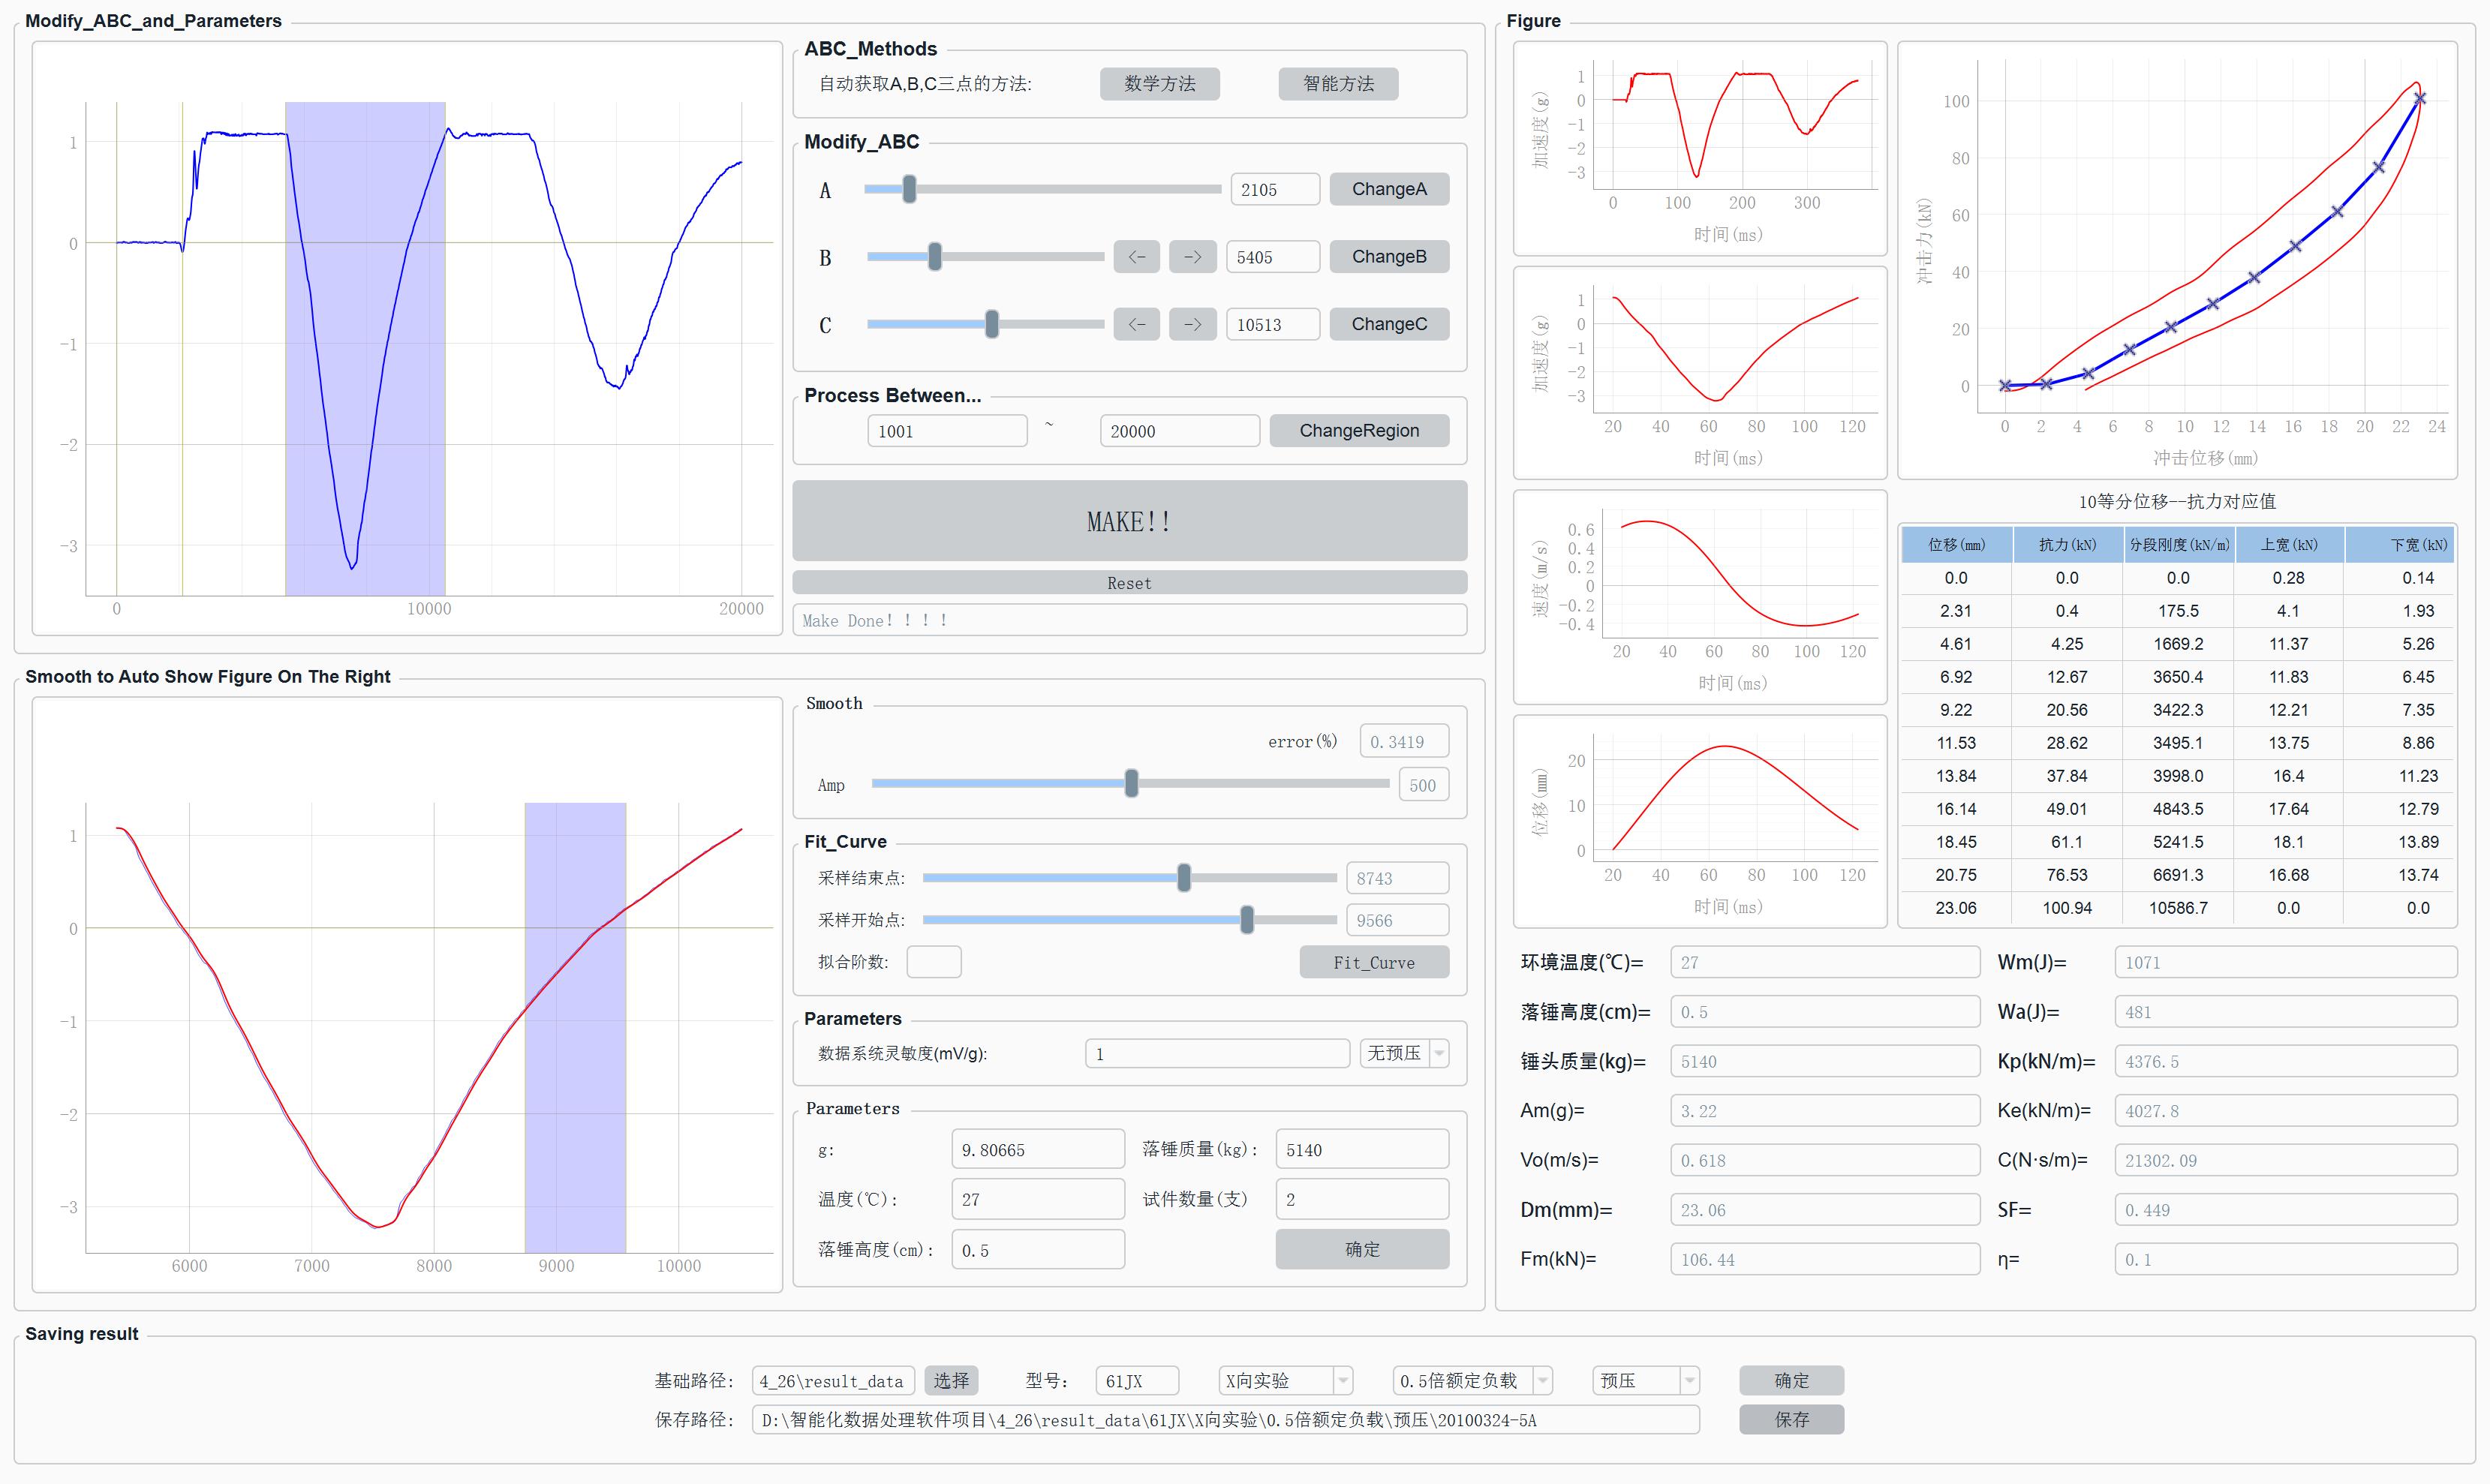 Modify_ABC_and_Parameters
1
0
−1
−2
−3
0 10000 20000
ABC_Methods
自动获取A,B,C三点的方法: 数学方法 智能方法
Modify_ABC
A 2105 ChangeA
B <- -> 5405 ChangeB
C <- -> 10513 ChangeC
Process Between...
1001 ~ 20000 ChangeRegion
MAKE!!
Reset
Make Done!!!!
Smooth to Auto Show Figure On The Right
1
0
−1
−2
−3
6000 7000 8000 9000 10000
Smooth
error(%) 0.3419
Amp 500
Fit_Curve
采样结束点: 8743
采样开始点: 9566
拟合阶数: Fit_Curve
Parameters
数据系统灵敏度(mV/g): 1 无预压
Parameters
g: 9.80665 落锤质量(kg): 5140
温度(℃): 27 试件数量(支) 2
落锤高度(cm): 0.5 确定
Figure
加速度(g)
1
0
−1
−2
−3
0 100 200 300
时间(ms)
加速度(g)
1
0
−1
−2
−3
20 40 60 80 100 120
时间(ms)
速度(m/s)
0.6
0.4
0.2
0
−0.2
−0.4
20 40 60 80 100 120
时间(ms)
位移(mm)
20
10
0
20 40 60 80 100 120
时间(ms)
冲击力(kN)
100
80
60
40
20
0
0 2 4 6 8 10 12 14 16 18 20 22 24
冲击位移(mm)
10等分位移--抗力对应值
位移(mm) 抗力(kN) 分段刚度(kN/m) 上宽(kN) 下宽(kN)
0.0 0.0 0.0 0.28 0.14
2.31 0.4 175.5 4.1 1.93
4.61 4.25 1669.2 11.37 5.26
6.92 12.67 3650.4 11.83 6.45
9.22 20.56 3422.3 12.21 7.35
11.53 28.62 3495.1 13.75 8.86
13.84 37.84 3998.0 16.4 11.23
16.14 49.01 4843.5 17.64 12.79
18.45 61.1 5241.5 18.1 13.89
20.75 76.53 6691.3 16.68 13.74
23.06 100.94 10586.7 0.0 0.0
环境温度(℃)= 27 Wm(J)= 1071
落锤高度(cm)= 0.5 Wa(J)= 481
锤头质量(kg)= 5140 Kp(kN/m)= 4376.5
Am(g)= 3.22 Ke(kN/m)= 4027.8
Vo(m/s)= 0.618 C(N·s/m)= 21302.09
Dm(mm)= 23.06 SF= 0.449
Fm(kN)= 106.44 η= 0.1
Saving result
基础路径: 4_26\result_data 选择 型号: 61JX X向实验 0.5倍额定负载 预压 确定
保存路径: D:\智能化数据处理软件项目\4_26\result_data\61JX\X向实验\0.5倍额定负载\预压\20100324-5A 保存